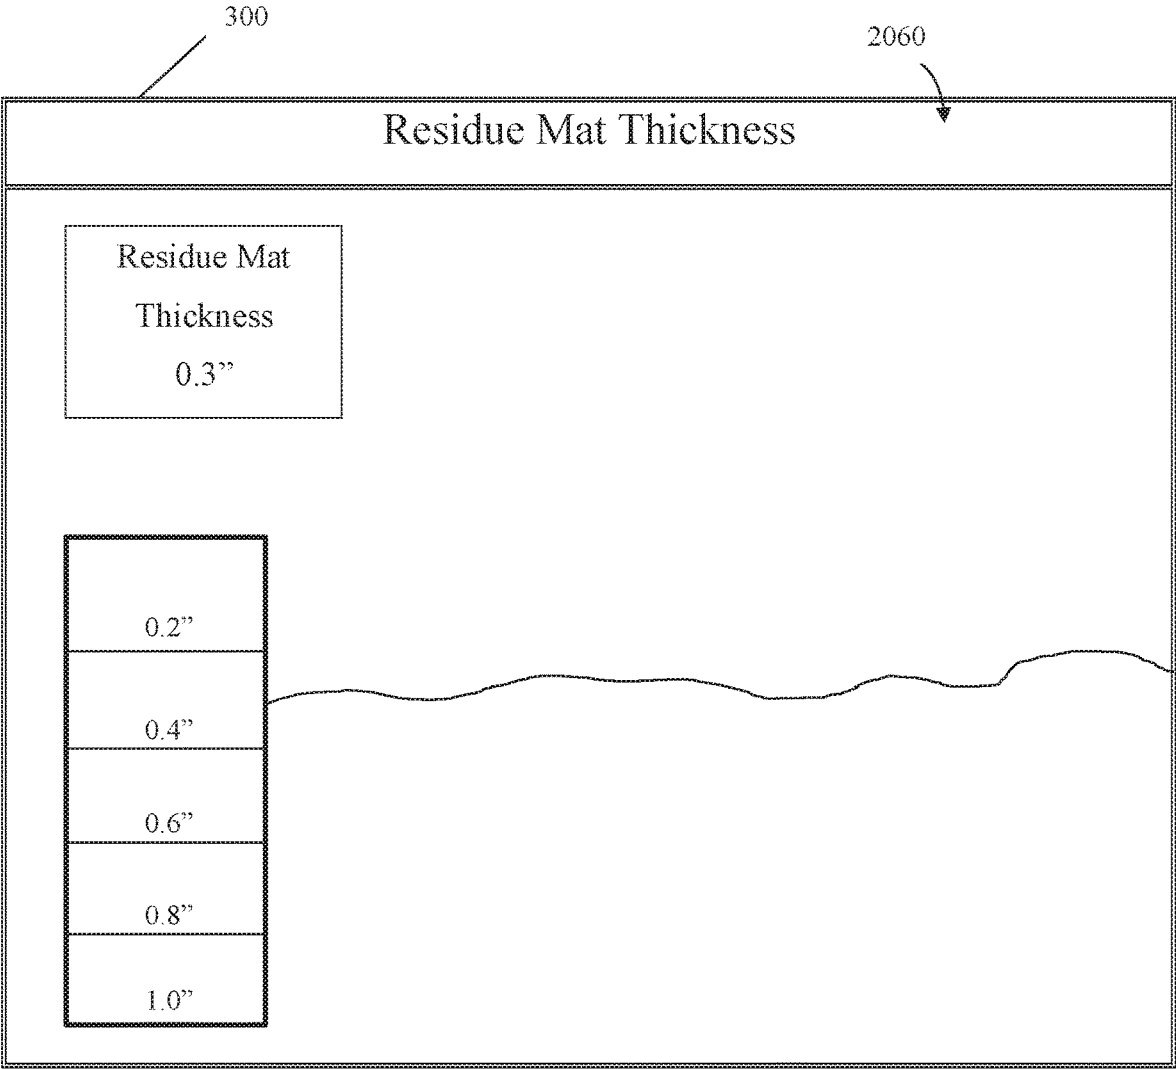 300
2060
Residue Mat Thickness
Residue Mat
Thickness
0.3”
0.2”
0.4”
0.6”
0.8”
1.0”